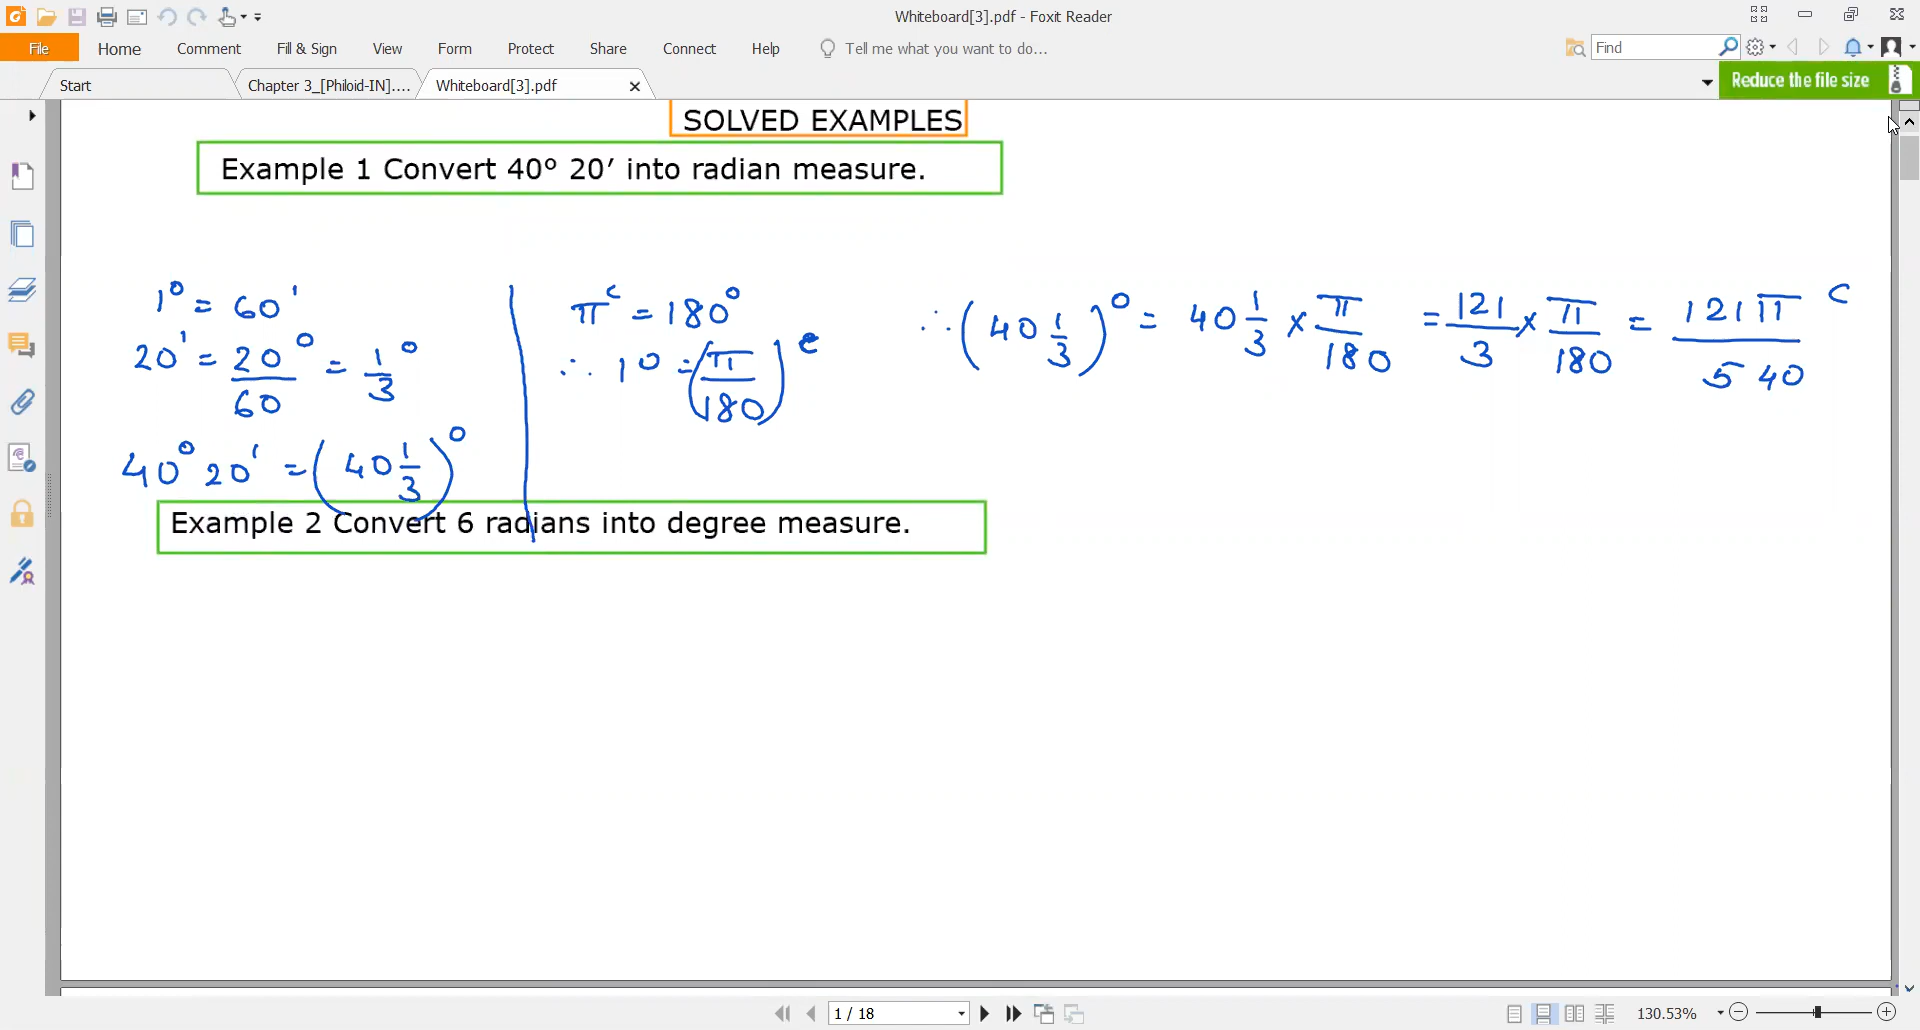 Whiteboard[3].pdf - Foxit Reader
File Home Comment Fill & Sign View Form Protect Share Connect Help Tell me what you want to do... Find
Start Chapter 3_[Philoid-IN].... Whiteboard[3].pdf Reduce the file size
SOLVED EXAMPLES
Example 1 Convert 40° 20′ into radian measure.
1° = 60'
20' = 20/60° = 1/3°
40° 20' = (40 1/3)°
π^c = 180°
∴ 1° = (π/180)^c
∴ (40 1/3)° = 40 1/3 × π/180 = 121/3 × π/180 = 121π/540 ^c
Example 2 Convert 6 radians into degree measure.
1 / 18 130.53%